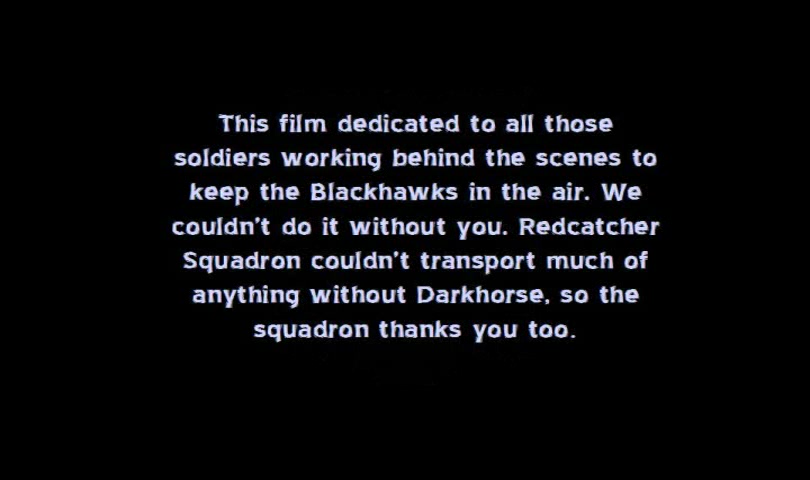 This film dedicated to all those
soldiers working behind the scenes to
keep the Blackhawks in the air. We
couldn't do it without you. Redcatcher
Squadron couldn't transport much of
anything without Darkhorse, so the
squadron thanks you too.